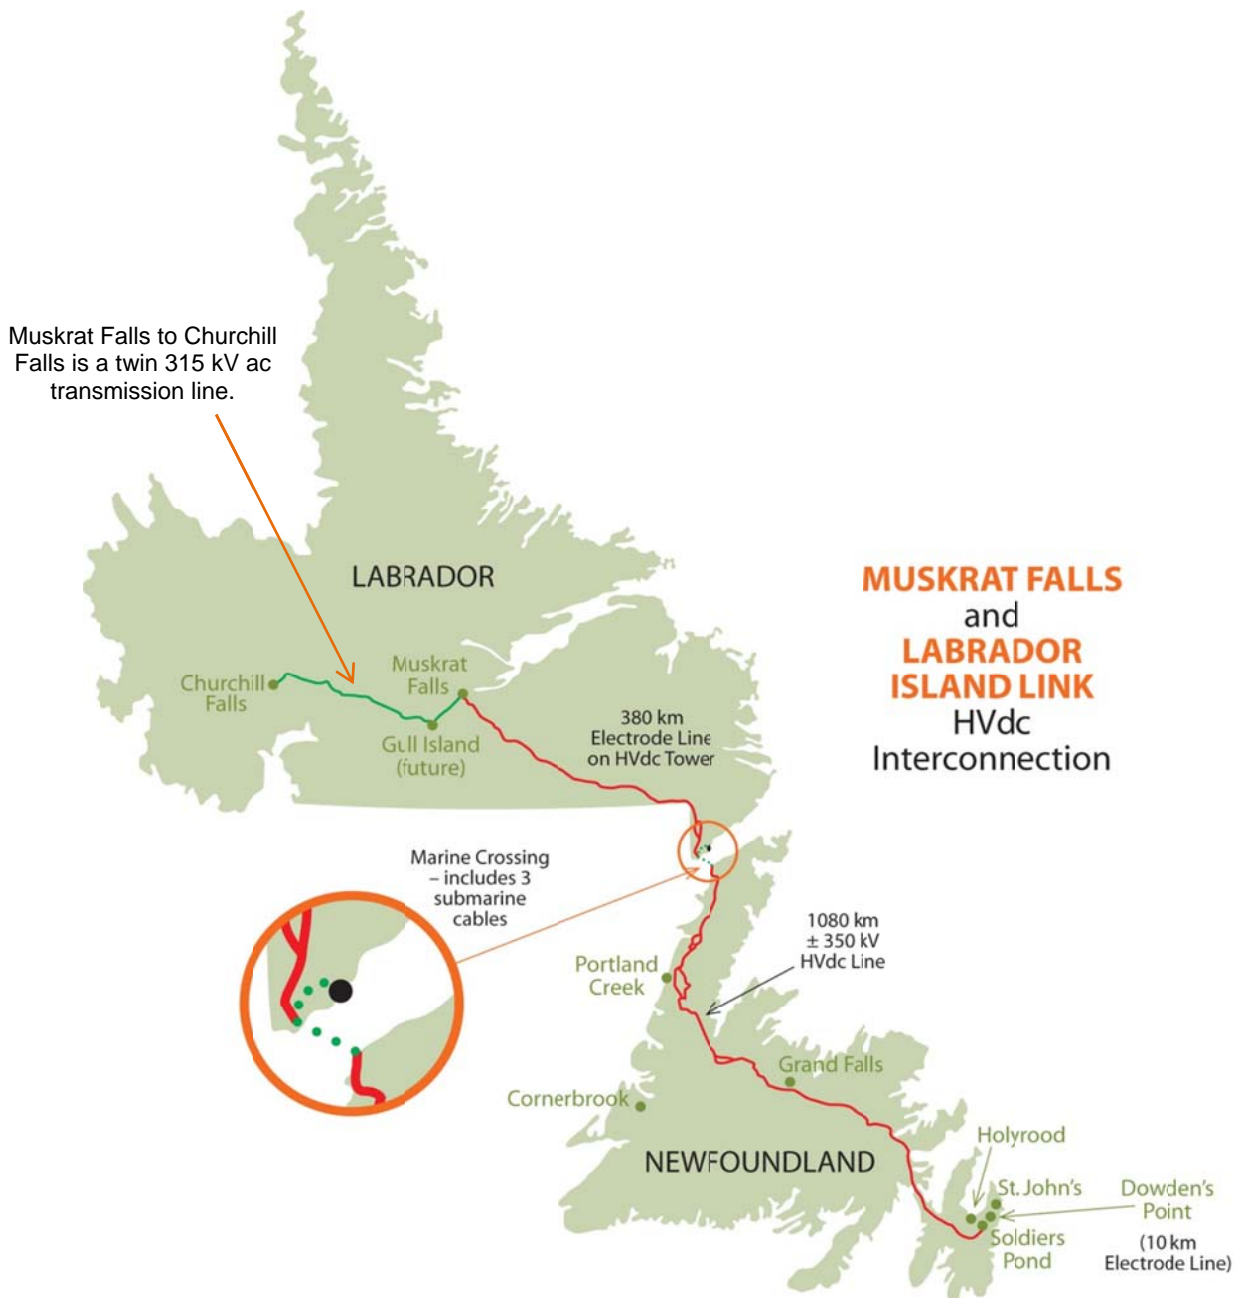 Muskrat Falls to Churchill
Falls is a twin 315 kV ac
transmission line.
LABRADOR
MUSKRAT FALLS
and
LABRADOR
ISLAND LINK
HVdc
Interconnection
Churchill
Falls
Muskrat
Falls
Gull Island
(future)
380 km
Electrode Line
on HVdc Tower
Marine Crossing
– includes 3
submarine
cables
1080 km
± 350 kV
HVdc Line
Portland
Creek
Grand Falls
Cornerbrook
NEWFOUNDLAND
Holyrood
St. John's
Dowden's
Point
Soldiers
Pond
(10 km
Electrode Line)